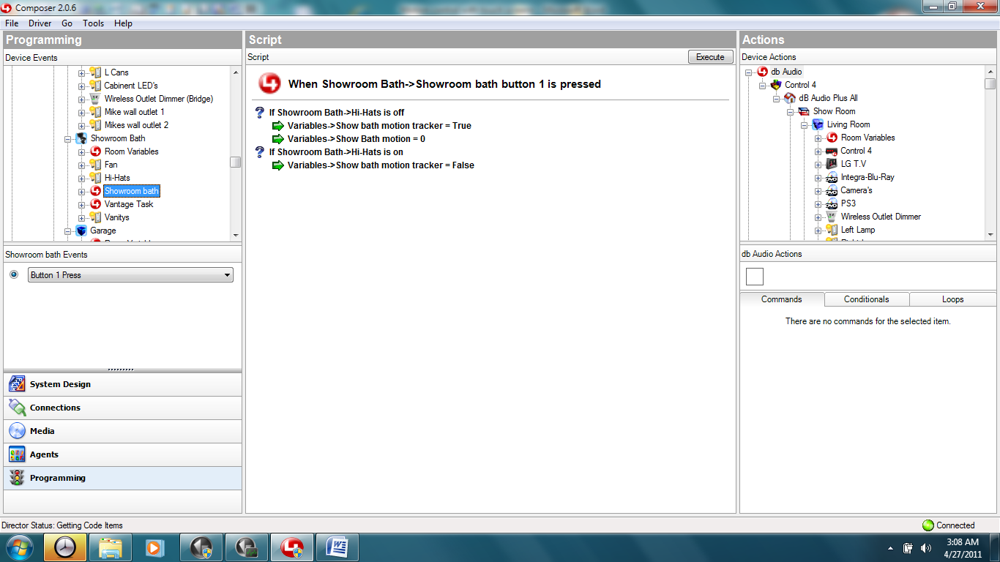 Composer 2.0.6
File Driver Go Tools Help
Programming
Device Events
L Cans
Cabinent LED's
Wireless Outlet Dimmer (Bridge)
Mike wall outlet 1
Mikes wall outlet 2
Showroom Bath
Room Variables
Fan
Hi-Hats
Showroom bath
Vantage Task
Vanitys
Garage
Showroom bath Events
Button 1 Press
System Design
Connections
Media
Agents
Programming
Script
Script
Execute
When Showroom Bath->Showroom bath button 1 is pressed
If Showroom Bath->Hi-Hats is off
Variables->Show bath motion tracker = True
Variables->Show Bath motion = 0
If Showroom Bath->Hi-Hats is on
Variables->Show bath motion tracker = False
Actions
Device Actions
db Audio
Control 4
dB Audio Plus All
Show Room
Living Room
Room Variables
Control 4
LG T.V
Integra-Blu-Ray
Camera's
PS3
Wireless Outlet Dimmer
Left Lamp
db Audio Actions
Commands Conditionals Loops
There are no commands for the selected item.
Director Status: Getting Code Items
Connected
3:08 AM
4/27/2011